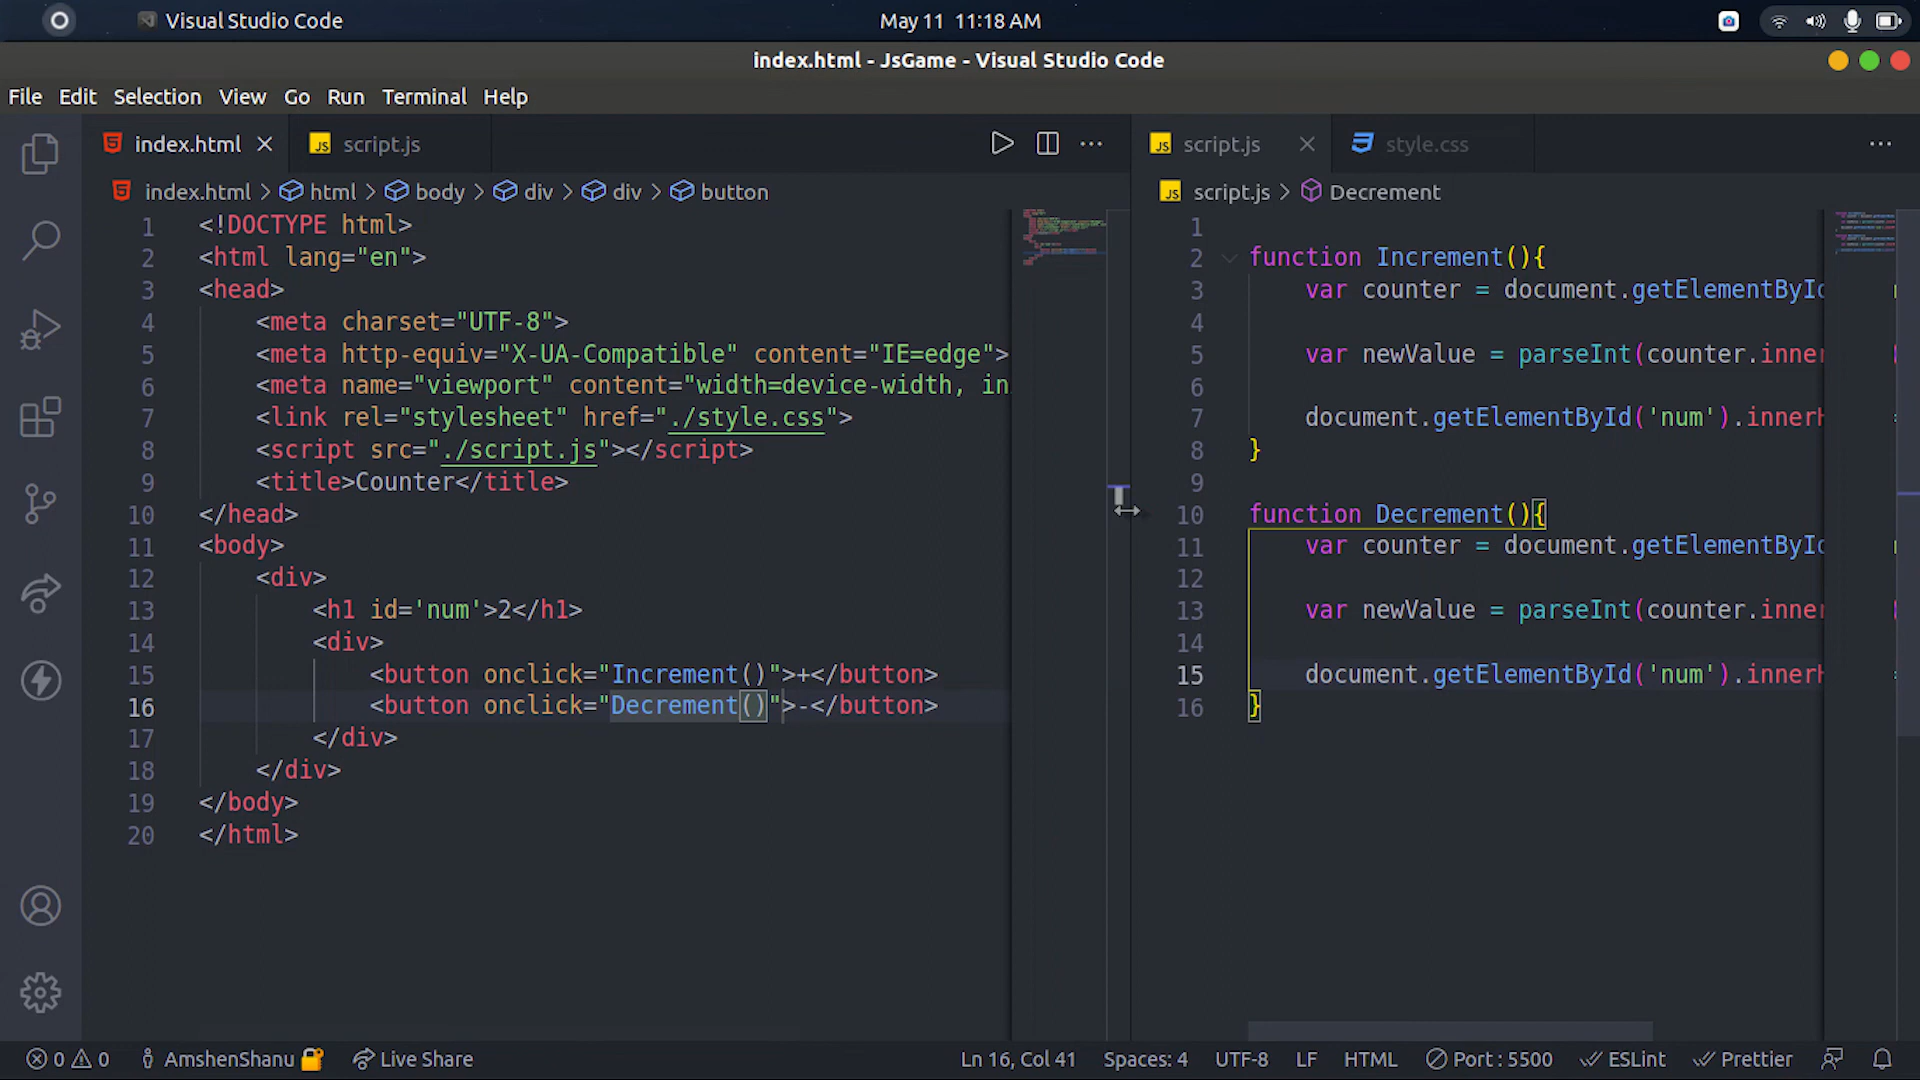 Visual Studio Code
May 11 11:18 AM
index.html - JsGame - Visual Studio Code
File Edit Selection View Go Run Terminal Help
index.html
script.js
index.html > html > body > div > div > button
1 <!DOCTYPE html>
2 <html lang="en">
3 <head>
4 <meta charset="UTF-8">
5 <meta http-equiv="X-UA-Compatible" content="IE=edge">
6 <meta name="viewport" content="width=device-width, in
7 <link rel="stylesheet" href="./style.css">
8 <script src="./script.js"></script>
9 <title>Counter</title>
10 </head>
11 <body>
12 <div>
13 <h1 id='num'>2</h1>
14 <div>
15 <button onclick="Increment()">+</button>
16 <button onclick="Decrement()">-</button>
17 </div>
18 </div>
19 </body>
20 </html>
script.js
style.css
script.js > Decrement
1
2 function Increment(){
3 var counter = document.getElementById
4
5 var newValue = parseInt(counter.inner
6
7 document.getElementById('num').innerH
8 }
9
10 function Decrement(){
11 var counter = document.getElementById
12
13 var newValue = parseInt(counter.inner
14
15 document.getElementById('num').innerH
16 }
0 0 AmshenShanu Live Share
Ln 16, Col 41 Spaces: 4 UTF-8 LF HTML Port : 5500 ESLint Prettier